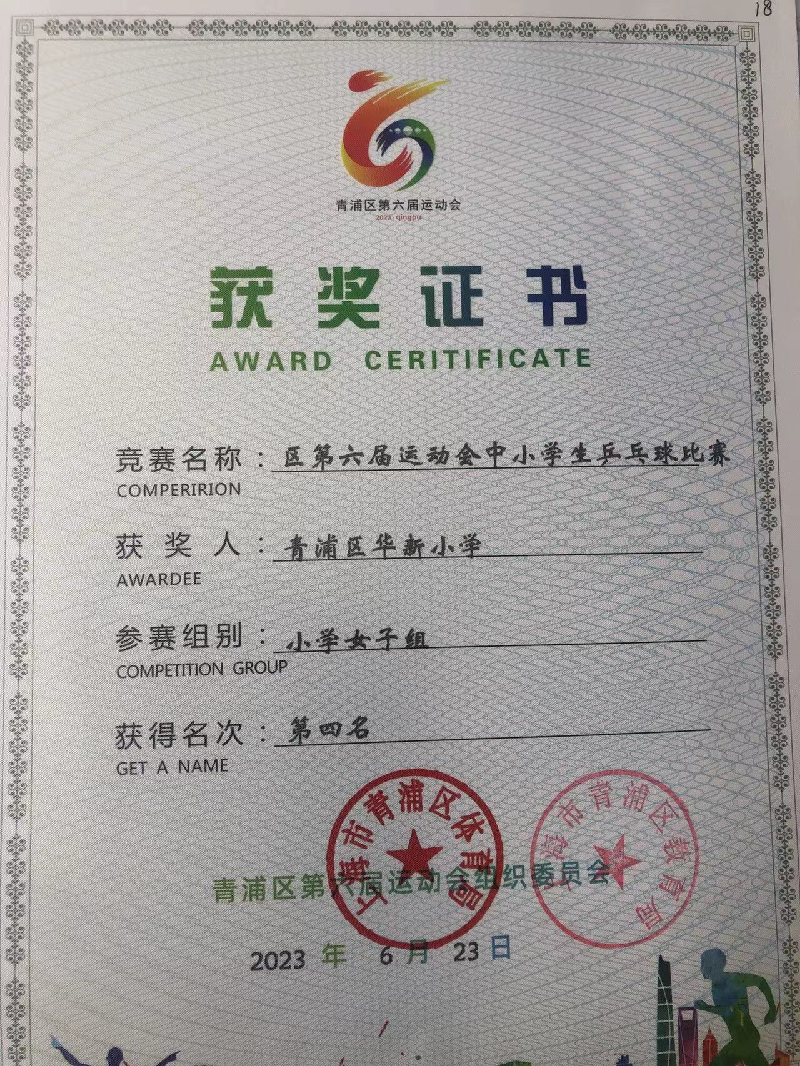 18
青浦区第六届运动会
2023 qingpu
获奖证书
AWARD CERITIFICATE
竞赛名称：区第六届运动会中小学生乒乓球比赛
COMPERIRION
获奖人：青浦区华新小学
AWARDEE
参赛组别：小学女子组
COMPETITION GROUP
获得名次：第四名
GET A NAME
上海市青浦区体育局
上海市青浦区教育局
青浦区第六届运动会组织委员会
2023 年 6 月 23 日